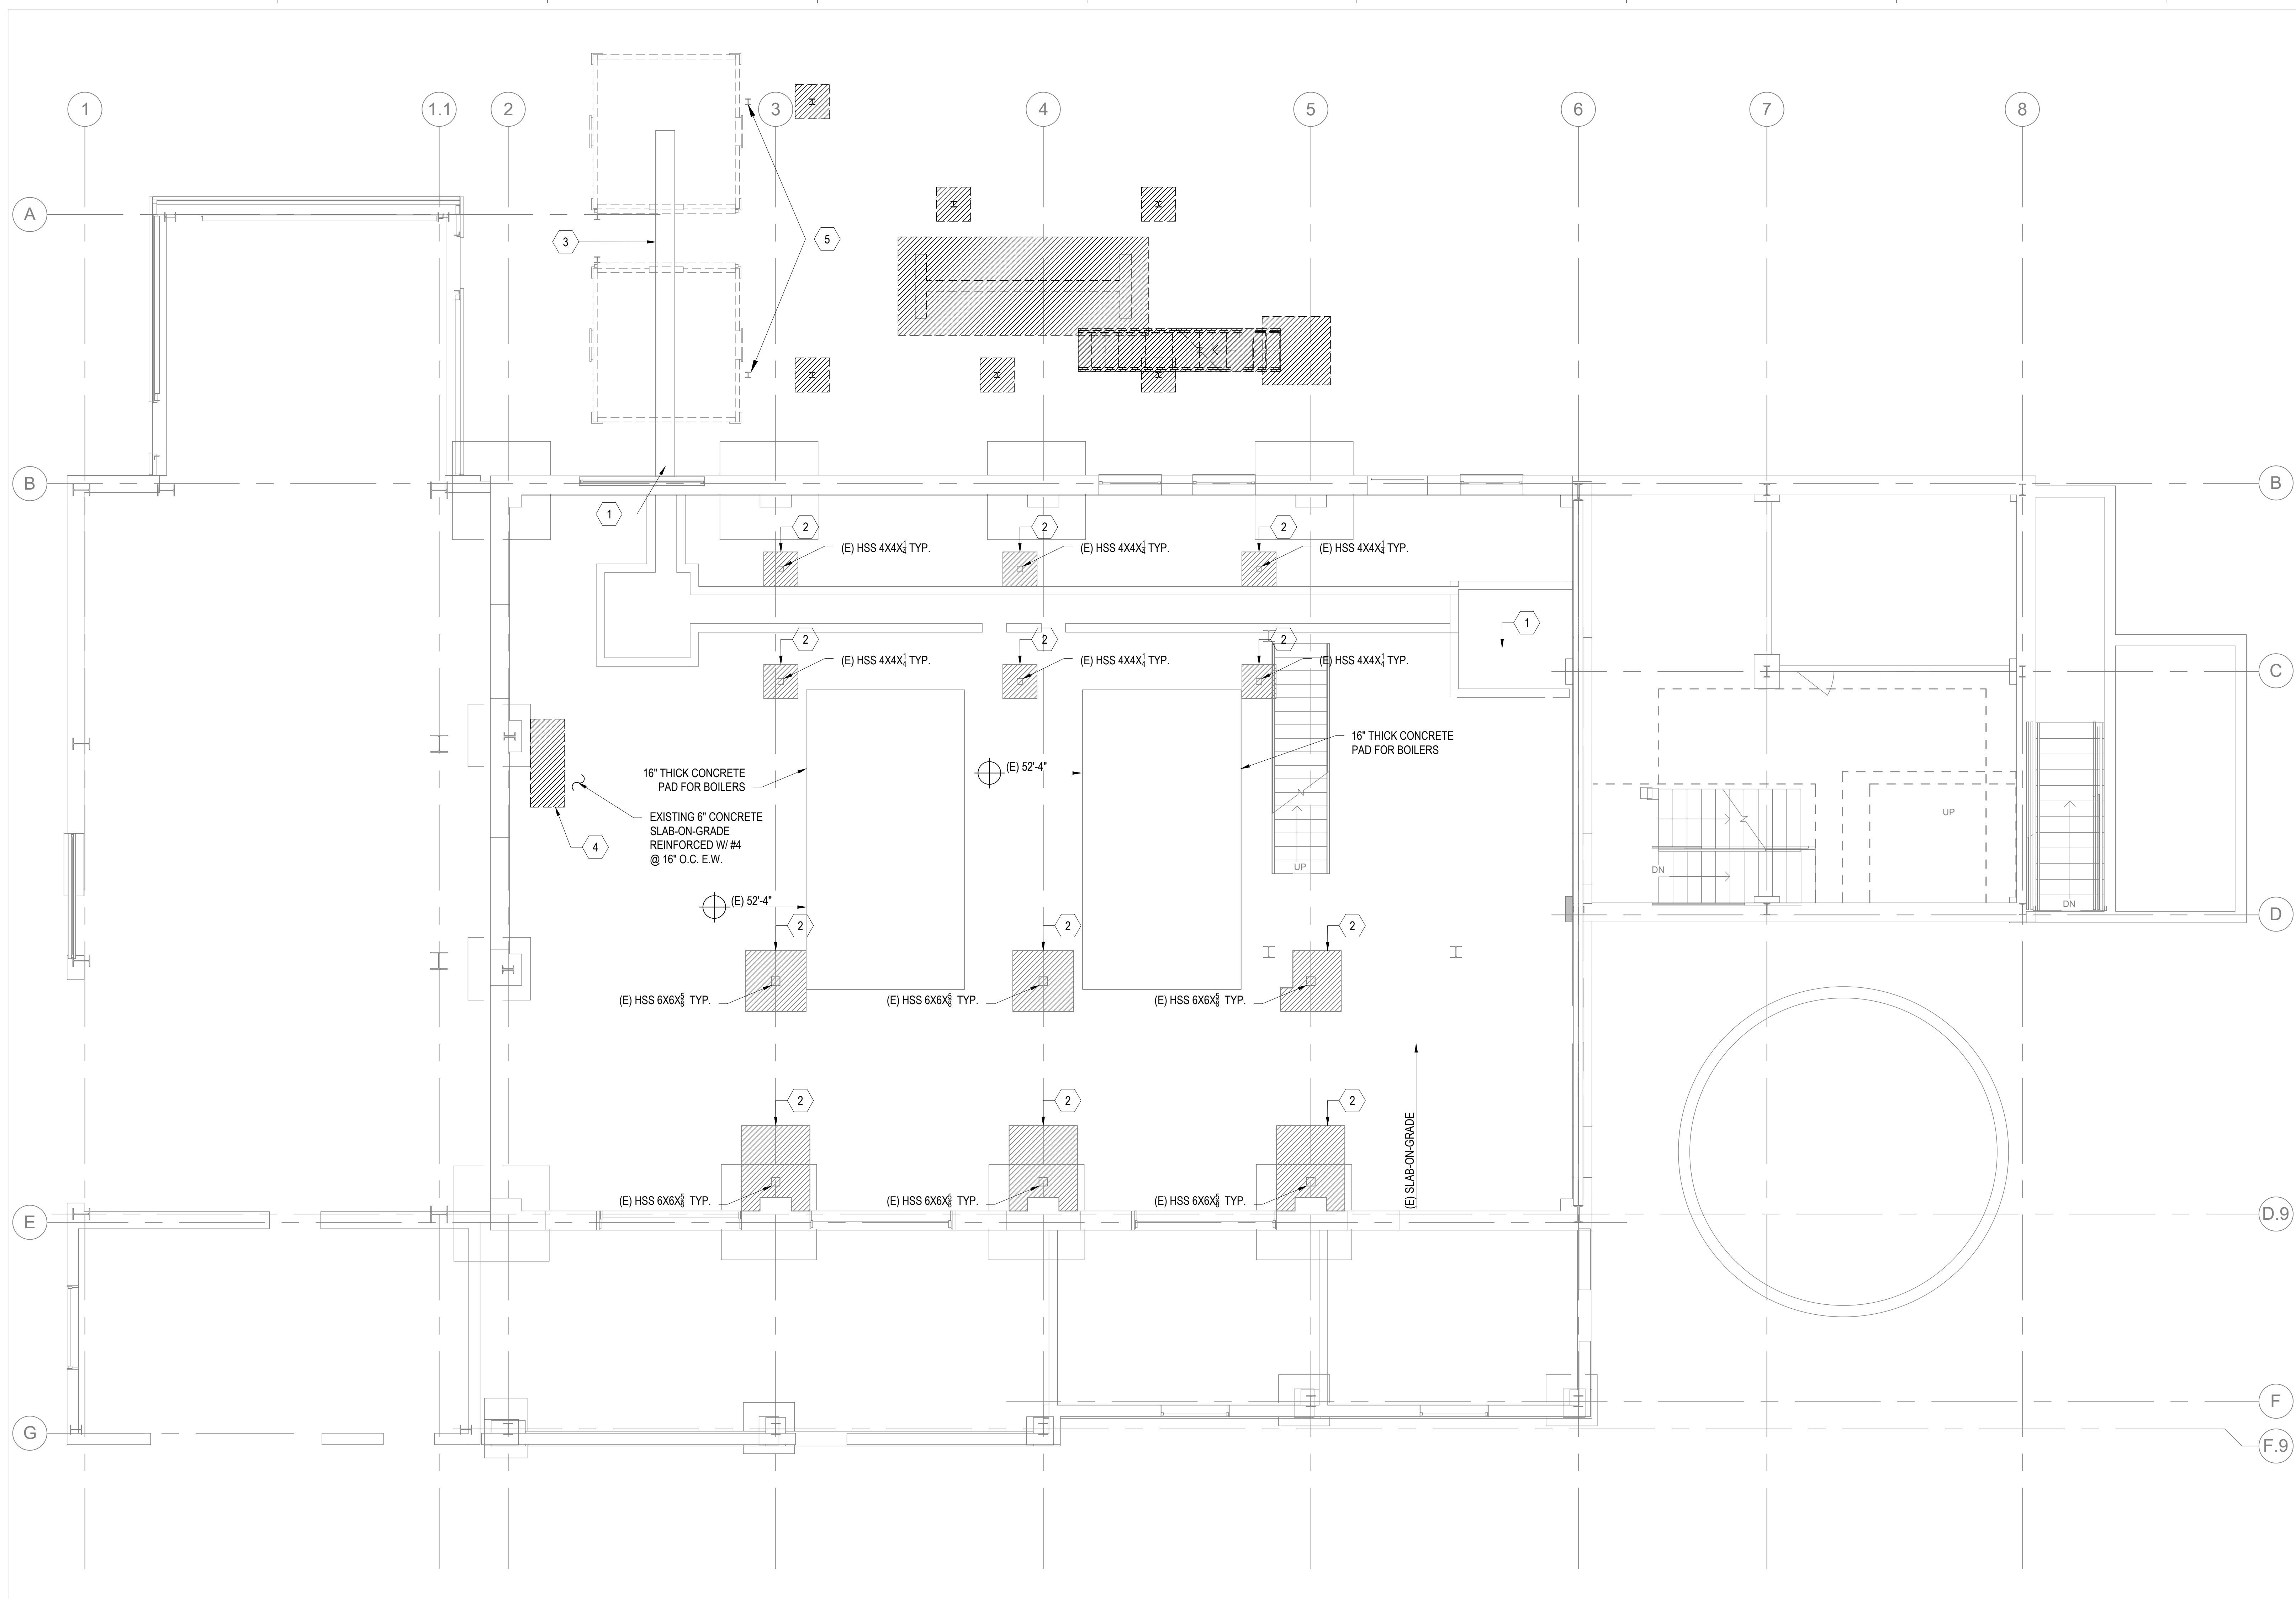 1
1.1
2
3
4
5
6
7
8
A
3
5
B
B
1
2
2
2
(E) HSS 4X4X1/4 TYP.
(E) HSS 4X4X1/4 TYP.
(E) HSS 4X4X1/4 TYP.
1
2
2
2
(E) HSS 4X4X1/4 TYP.
(E) HSS 4X4X1/4 TYP.
(E) HSS 4X4X1/4 TYP.
C
16" THICK CONCRETE
PAD FOR BOILERS
(E) 52'-4"
16" THICK CONCRETE
PAD FOR BOILERS
EXISTING 6" CONCRETE
SLAB-ON-GRADE
REINFORCED W/ #4
@ 16" O.C. E.W.
4
UP
UP
DN
DN
(E) 52'-4"
D
2
2
2
(E) HSS 6X6X5/8 TYP.
(E) HSS 6X6X5/8 TYP.
(E) HSS 6X6X5/8 TYP.
2
2
2
(E) SLAB-ON-GRADE
(E) HSS 6X6X5/8 TYP.
(E) HSS 6X6X5/8 TYP.
(E) HSS 6X6X5/8 TYP.
E
D.9
F
G
F.9